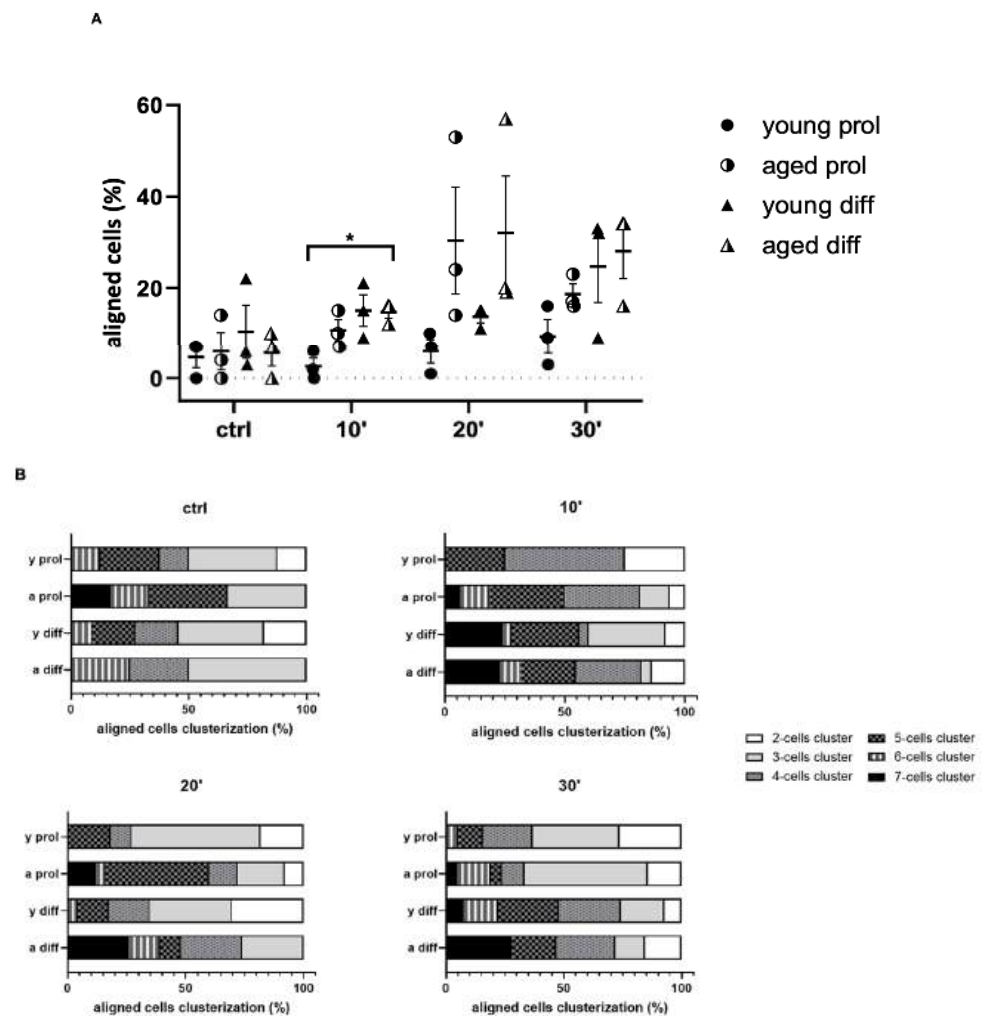 A
60
40
20
0
aligned cells (%)
*
ctrl
10'
20'
30'
young prol
aged prol
young diff
aged diff
B
ctrl
y prol
a prol
y diff
a diff
0
50
100
aligned cells clusterization (%)
10'
y prol
a prol
y diff
a diff
0
50
100
aligned cells clusterization (%)
2-cells cluster
3-cells cluster
4-cells cluster
5-cells cluster
6-cells cluster
7-cells cluster
20'
y prol
a prol
y diff
a diff
0
50
100
aligned cells clusterization (%)
30'
y prol
a prol
y diff
a diff
0
50
100
aligned cells clusterization (%)